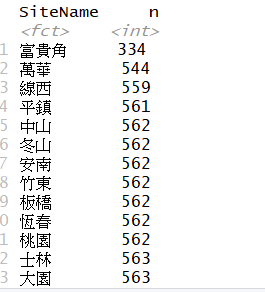 SiteName n
<fct> <int>
1 富貴角 334
2 萬華 544
3 線西 559
4 平鎮 561
5 中山 562
6 冬山 562
7 安南 562
8 竹東 562
9 板橋 562
0 恆春 562
1 桃園 562
2 士林 563
3 大園 563